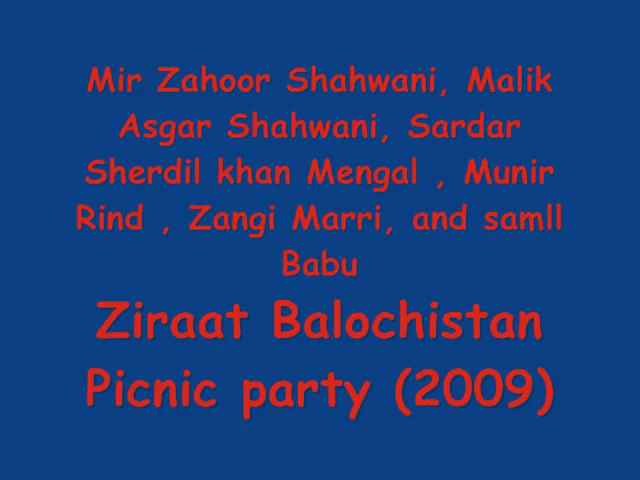 Mir Zahoor Shahwani, Malik
Asgar Shahwani, Sardar
Sherdil khan Mengal , Munir
Rind , Zangi Marri, and samll
Babu
Ziraat Balochistan
Picnic party (2009)